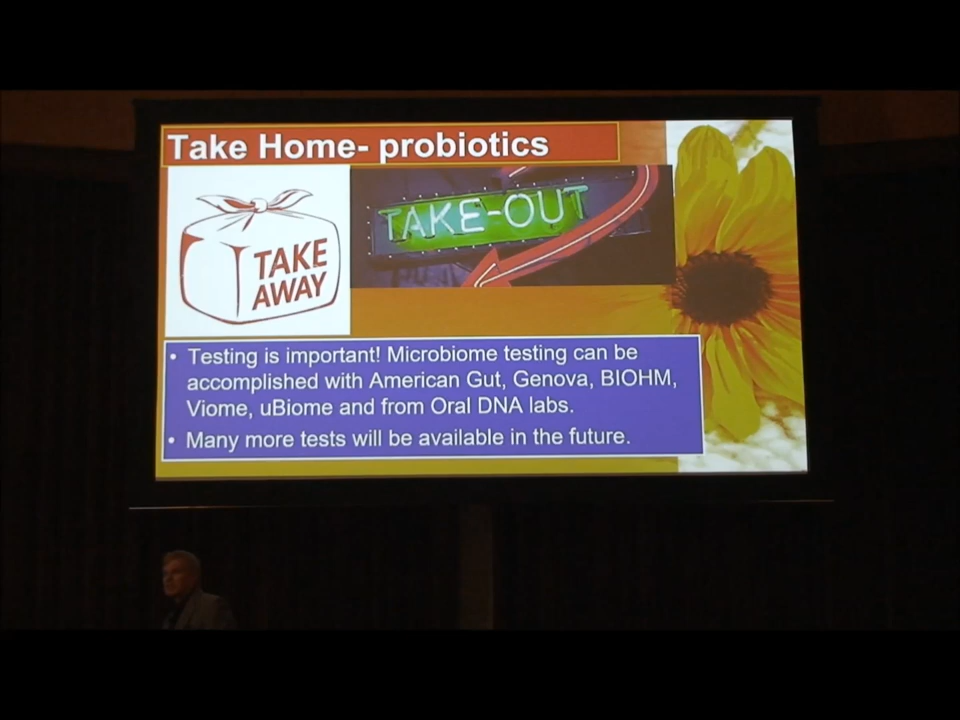 Take Home- probiotics
TAKE
AWAY
TAKE-OUT
• Testing is important! Microbiome testing can be
accomplished with American Gut, Genova, BIOHM,
Viome, uBiome and from Oral DNA labs.
• Many more tests will be available in the future.